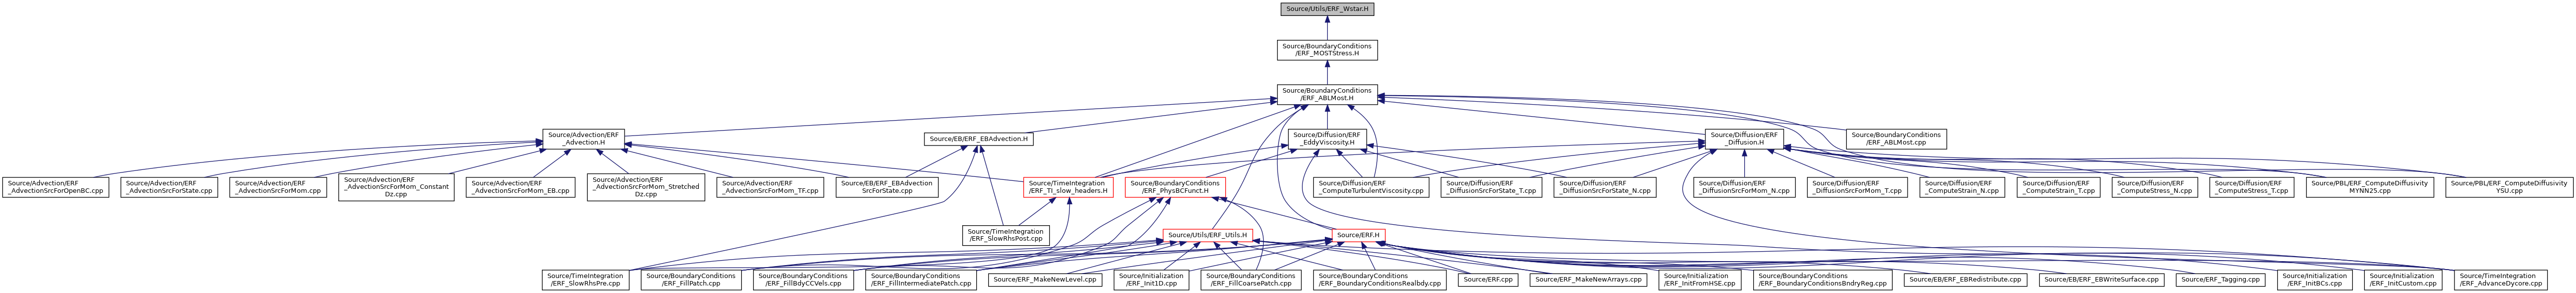 Source/Utils/ERF_Wstar.H
Source/BoundaryConditions
/ERF_MOSTStress.H
Source/BoundaryConditions
/ERF_ABLMost.H
Source/Advection/ERF
_Advection.H
Source/EB/ERF_EBAdvection.H
Source/Diffusion/ERF
_EddyViscosity.H
Source/Diffusion/ERF
_Diffusion.H
Source/BoundaryConditions
/ERF_ABLMost.cpp
Source/Advection/ERF
_AdvectionSrcForOpenBC.cpp
Source/Advection/ERF
_AdvectionSrcForState.cpp
Source/Advection/ERF
_AdvectionSrcForMom.cpp
Source/Advection/ERF
_AdvectionSrcForMom_Constant
Dz.cpp
Source/Advection/ERF
_AdvectionSrcForMom_EB.cpp
Source/Advection/ERF
_AdvectionSrcForMom_Stretched
Dz.cpp
Source/Advection/ERF
_AdvectionSrcForMom_TF.cpp
Source/EB/ERF_EBAdvection
SrcForState.cpp
Source/TimeIntegration
/ERF_TI_slow_headers.H
Source/BoundaryConditions
/ERF_PhysBCFunct.H
Source/Diffusion/ERF
_ComputeTurbulentViscosity.cpp
Source/Diffusion/ERF
_DiffusionSrcForState_T.cpp
Source/Diffusion/ERF
_DiffusionSrcForState_N.cpp
Source/Diffusion/ERF
_DiffusionSrcForMom_N.cpp
Source/Diffusion/ERF
_DiffusionSrcForMom_T.cpp
Source/Diffusion/ERF
_ComputeStrain_N.cpp
Source/Diffusion/ERF
_ComputeStrain_T.cpp
Source/Diffusion/ERF
_ComputeStress_N.cpp
Source/Diffusion/ERF
_ComputeStress_T.cpp
Source/PBL/ERF_ComputeDiffusivity
MYNN25.cpp
Source/PBL/ERF_ComputeDiffusivity
YSU.cpp
Source/TimeIntegration
/ERF_SlowRhsPost.cpp
Source/Utils/ERF_Utils.H
Source/ERF.H
Source/TimeIntegration
/ERF_SlowRhsPre.cpp
Source/BoundaryConditions
/ERF_FillPatch.cpp
Source/BoundaryConditions
/ERF_FillBdyCCVels.cpp
Source/BoundaryConditions
/ERF_FillIntermediatePatch.cpp
Source/ERF_MakeNewLevel.cpp
Source/Initialization
/ERF_Init1D.cpp
Source/BoundaryConditions
/ERF_FillCoarsePatch.cpp
Source/BoundaryConditions
/ERF_BoundaryConditionsRealbdy.cpp
Source/ERF.cpp
Source/ERF_MakeNewArrays.cpp
Source/Initialization
/ERF_InitFromHSE.cpp
Source/BoundaryConditions
/ERF_BoundaryConditionsBndryReg.cpp
Source/EB/ERF_EBRedistribute.cpp
Source/EB/ERF_EBWriteSurface.cpp
Source/ERF_Tagging.cpp
Source/Initialization
/ERF_InitBCs.cpp
Source/Initialization
/ERF_InitCustom.cpp
Source/TimeIntegration
/ERF_AdvanceDycore.cpp